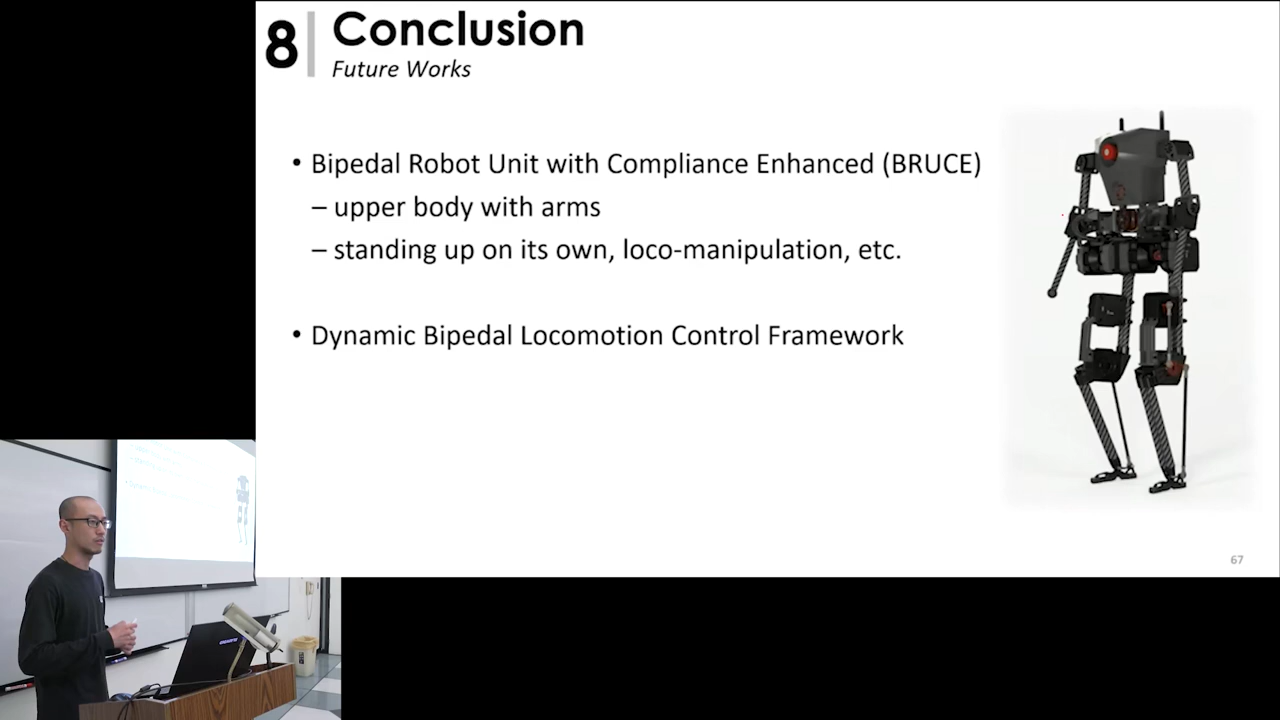 8 Conclusion
Future Works
• Bipedal Robot Unit with Compliance Enhanced (BRUCE)
– upper body with arms
– standing up on its own, loco-manipulation, etc.
• Dynamic Bipedal Locomotion Control Framework
67